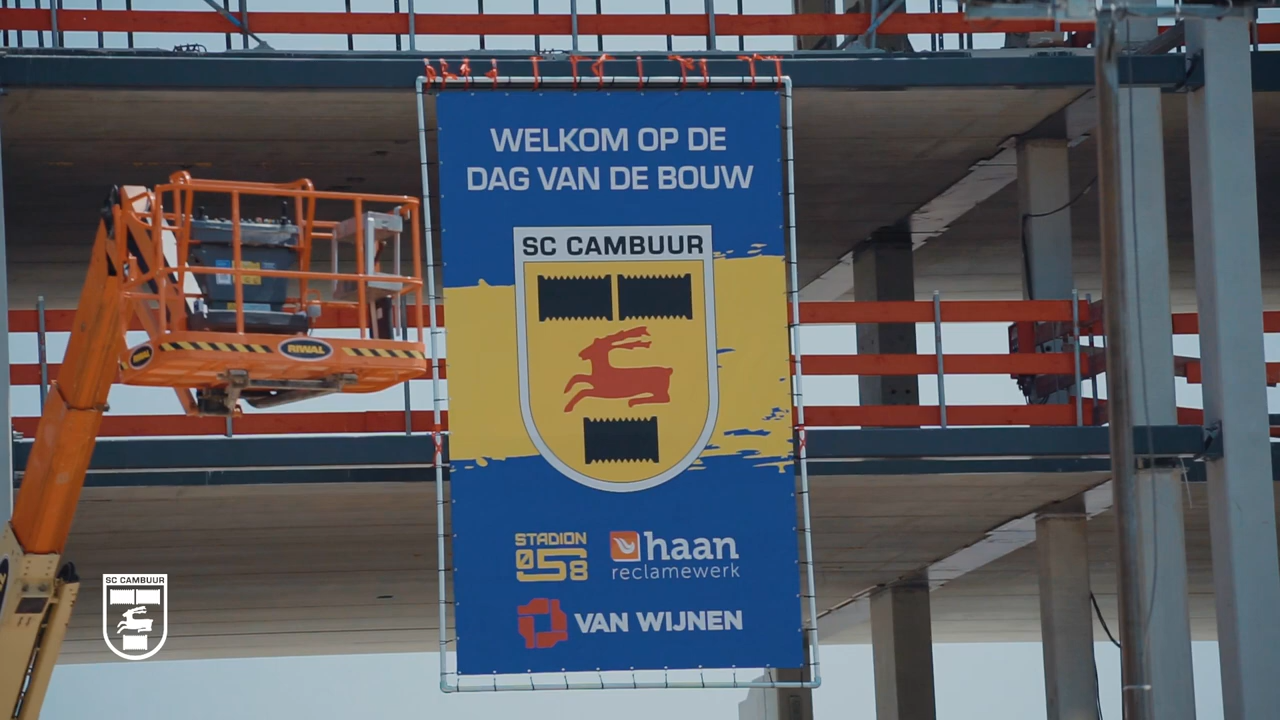 WELKOM OP DE
DAG VAN DE BOUW
SC CAMBUUR
RIWAL
STADION
058
haan
reclamewerk
VAN WIJNEN
SC CAMBUUR